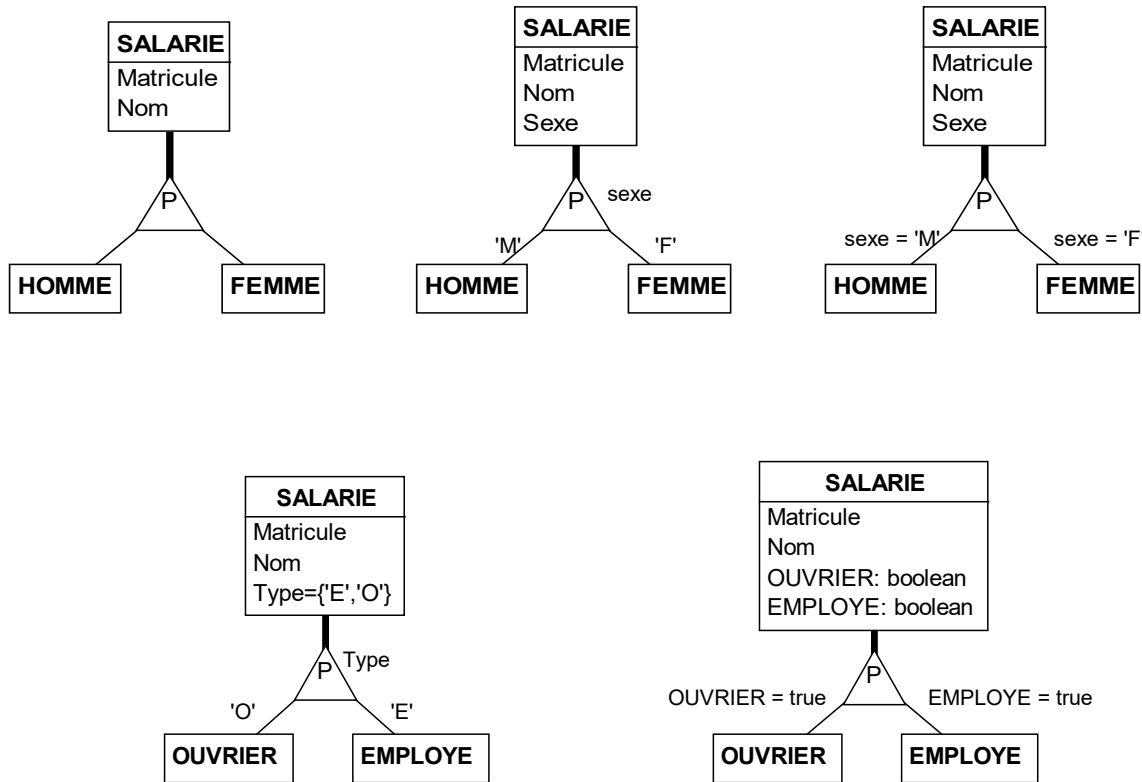 SALARIE
Matricule
Nom
P
HOMME
FEMME
SALARIE
Matricule
Nom
Sexe
P
sexe
'M'
'F'
HOMME
FEMME
SALARIE
Matricule
Nom
Sexe
P
sexe = 'M'
sexe = 'F'
HOMME
FEMME
SALARIE
Matricule
Nom
Type={'E','O'}
P
Type
'O'
'E'
OUVRIER
EMPLOYE
SALARIE
Matricule
Nom
OUVRIER: boolean
EMPLOYE: boolean
P
OUVRIER = true
EMPLOYE = true
OUVRIER
EMPLOYE